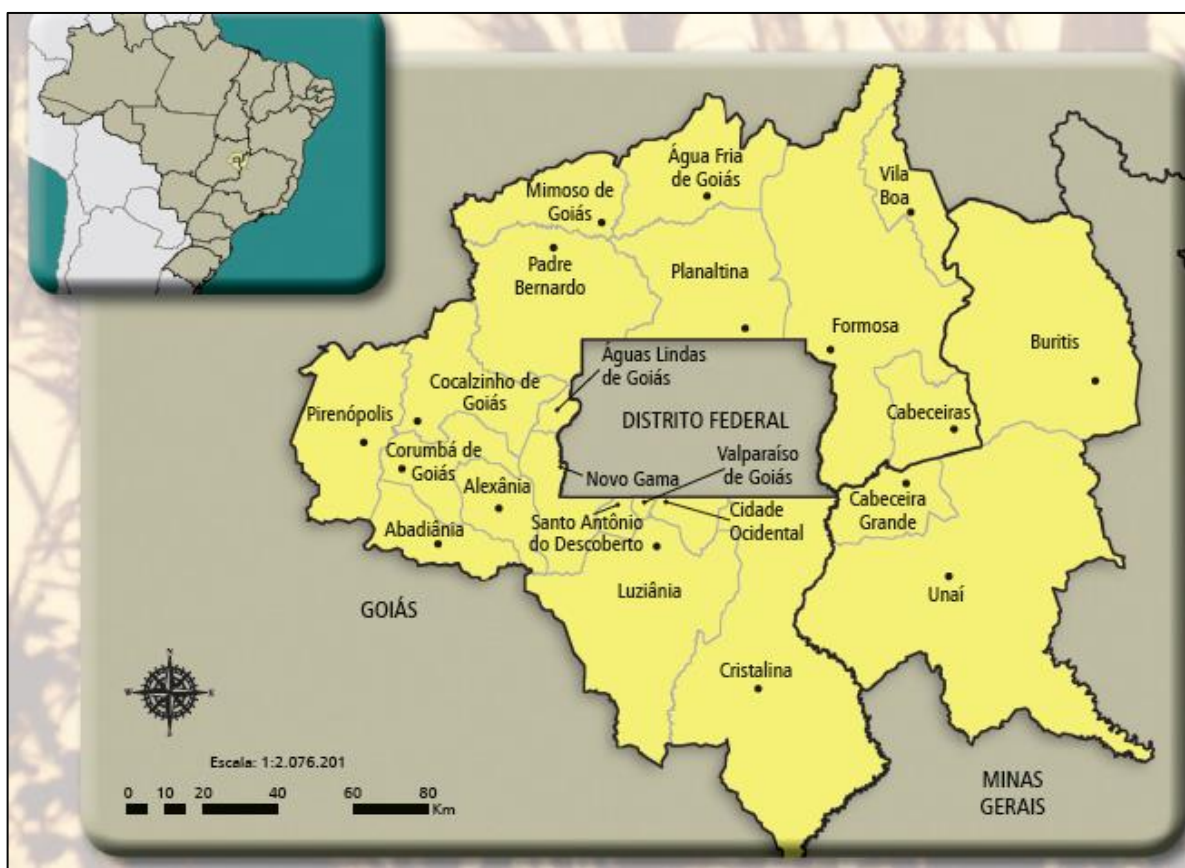 Água Fria
de Goiás
Mimoso de
Goiás
Vila
Boa
Padre
Bernardo
Planaltina
Formosa
Buritis
Águas Lindas
de Goiás
Cocalzinho de
Goiás
Pirenópolis
Cabeceiras
DISTRITO FEDERAL
Corumbá de
Goiás
Valparaíso
de Goiás
Novo Gama
Alexânia
Cabeceira
Grande
Cidade
Ocidental
Santo Antônio
do Descoberto
Abadiânia
Luziânia
Unaí
GOIÁS
Cristalina
N
W
E
S
Escala: 1:2.076.201
0 10 20 40 60 80
Km
MINAS
GERAIS